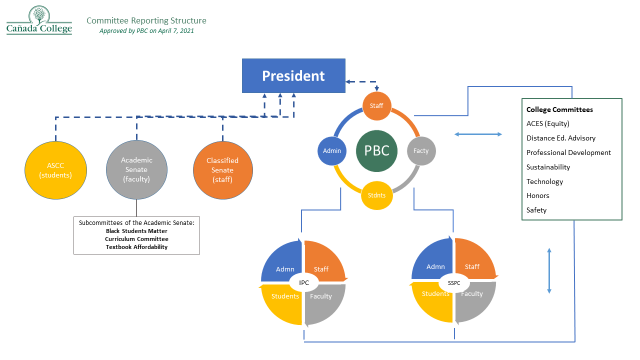 Cañada College
Committee Reporting Structure
Approved by PBC on April 7, 2021
President
Staff
Admin
PBC
Facty
Stdnts
ASCC
(students)
Academic
Senate
(faculty)
Classified
Senate
(staff)
Subcommittees of the Academic Senate:
Black Students Matter
Curriculum Committee
Textbook Affordability
College Committees
ACES (Equity)
Distance Ed. Advisory
Professional Development
Sustainability
Technology
Honors
Safety
Admn
Staff
IPC
Students
Faculty
Admn
Staff
SSPC
Students
Faculty